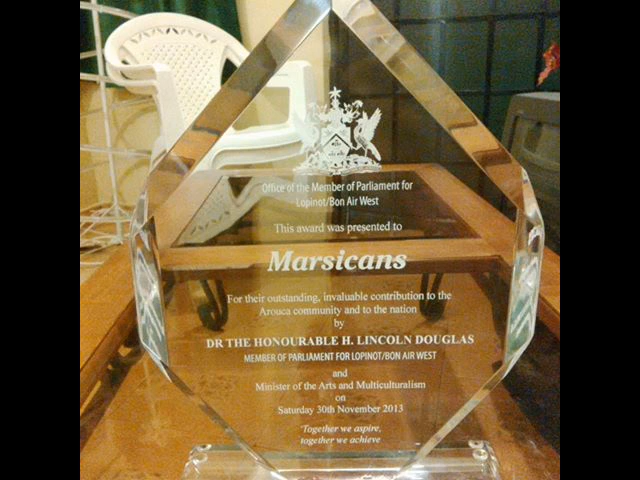 Office of the Member of Parliament for
Lopinot/Bon Air West
This award was presented to
Marsicans
For their outstanding, invaluable contribution to the
Arouca community and to the nation
by
DR THE HONOURABLE H. LINCOLN DOUGLAS
MEMBER OF PARLIAMENT FOR LOPINOT/BON AIR WEST
and
Minister of the Arts and Multiculturalism
on
Saturday 30th November 2013
'Together we aspire,
together we achieve